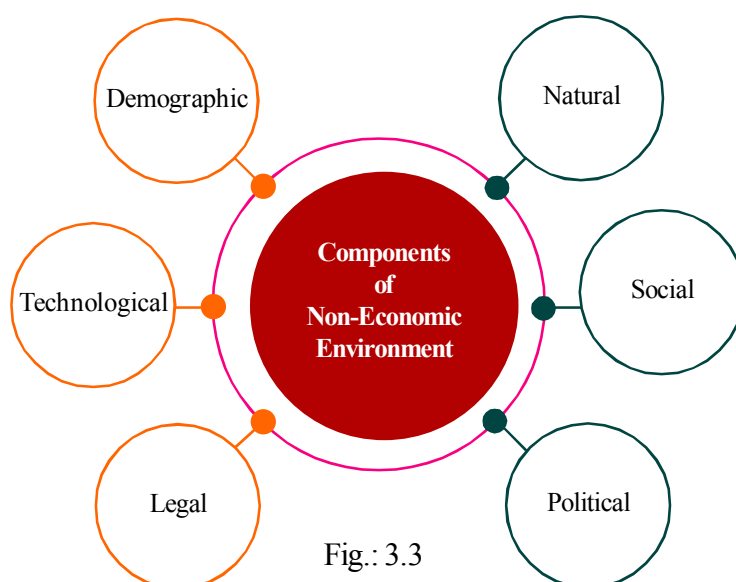 Demographic
Natural
Components
of
Non-Economic
Environment
Technological
Social
Legal
Political
Fig.: 3.3